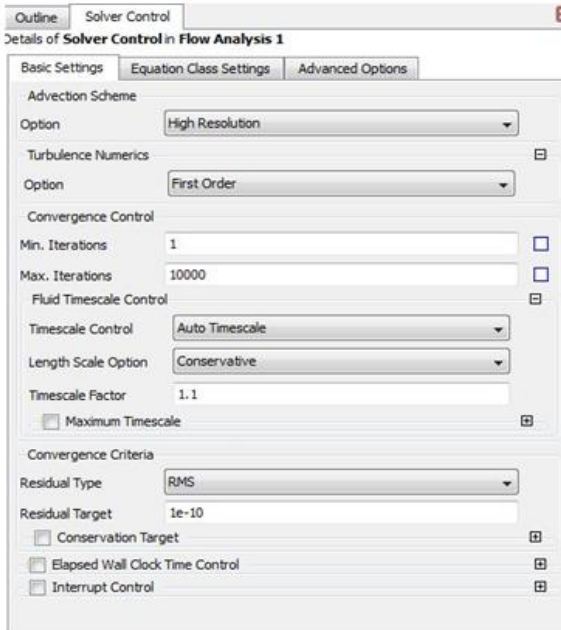 Outline Solver Control
Details of Solver Control in Flow Analysis 1
Basic Settings Equation Class Settings Advanced Options
Advection Scheme
Option High Resolution
Turbulence Numerics
Option First Order
Convergence Control
Min. Iterations 1
Max. Iterations 10000
Fluid Timescale Control
Timescale Control Auto Timescale
Length Scale Option Conservative
Timescale Factor 1.1
Maximum Timescale
Convergence Criteria
Residual Type RMS
Residual Target 1e-10
Conservation Target
Elapsed Wall Clock Time Control
Interrupt Control